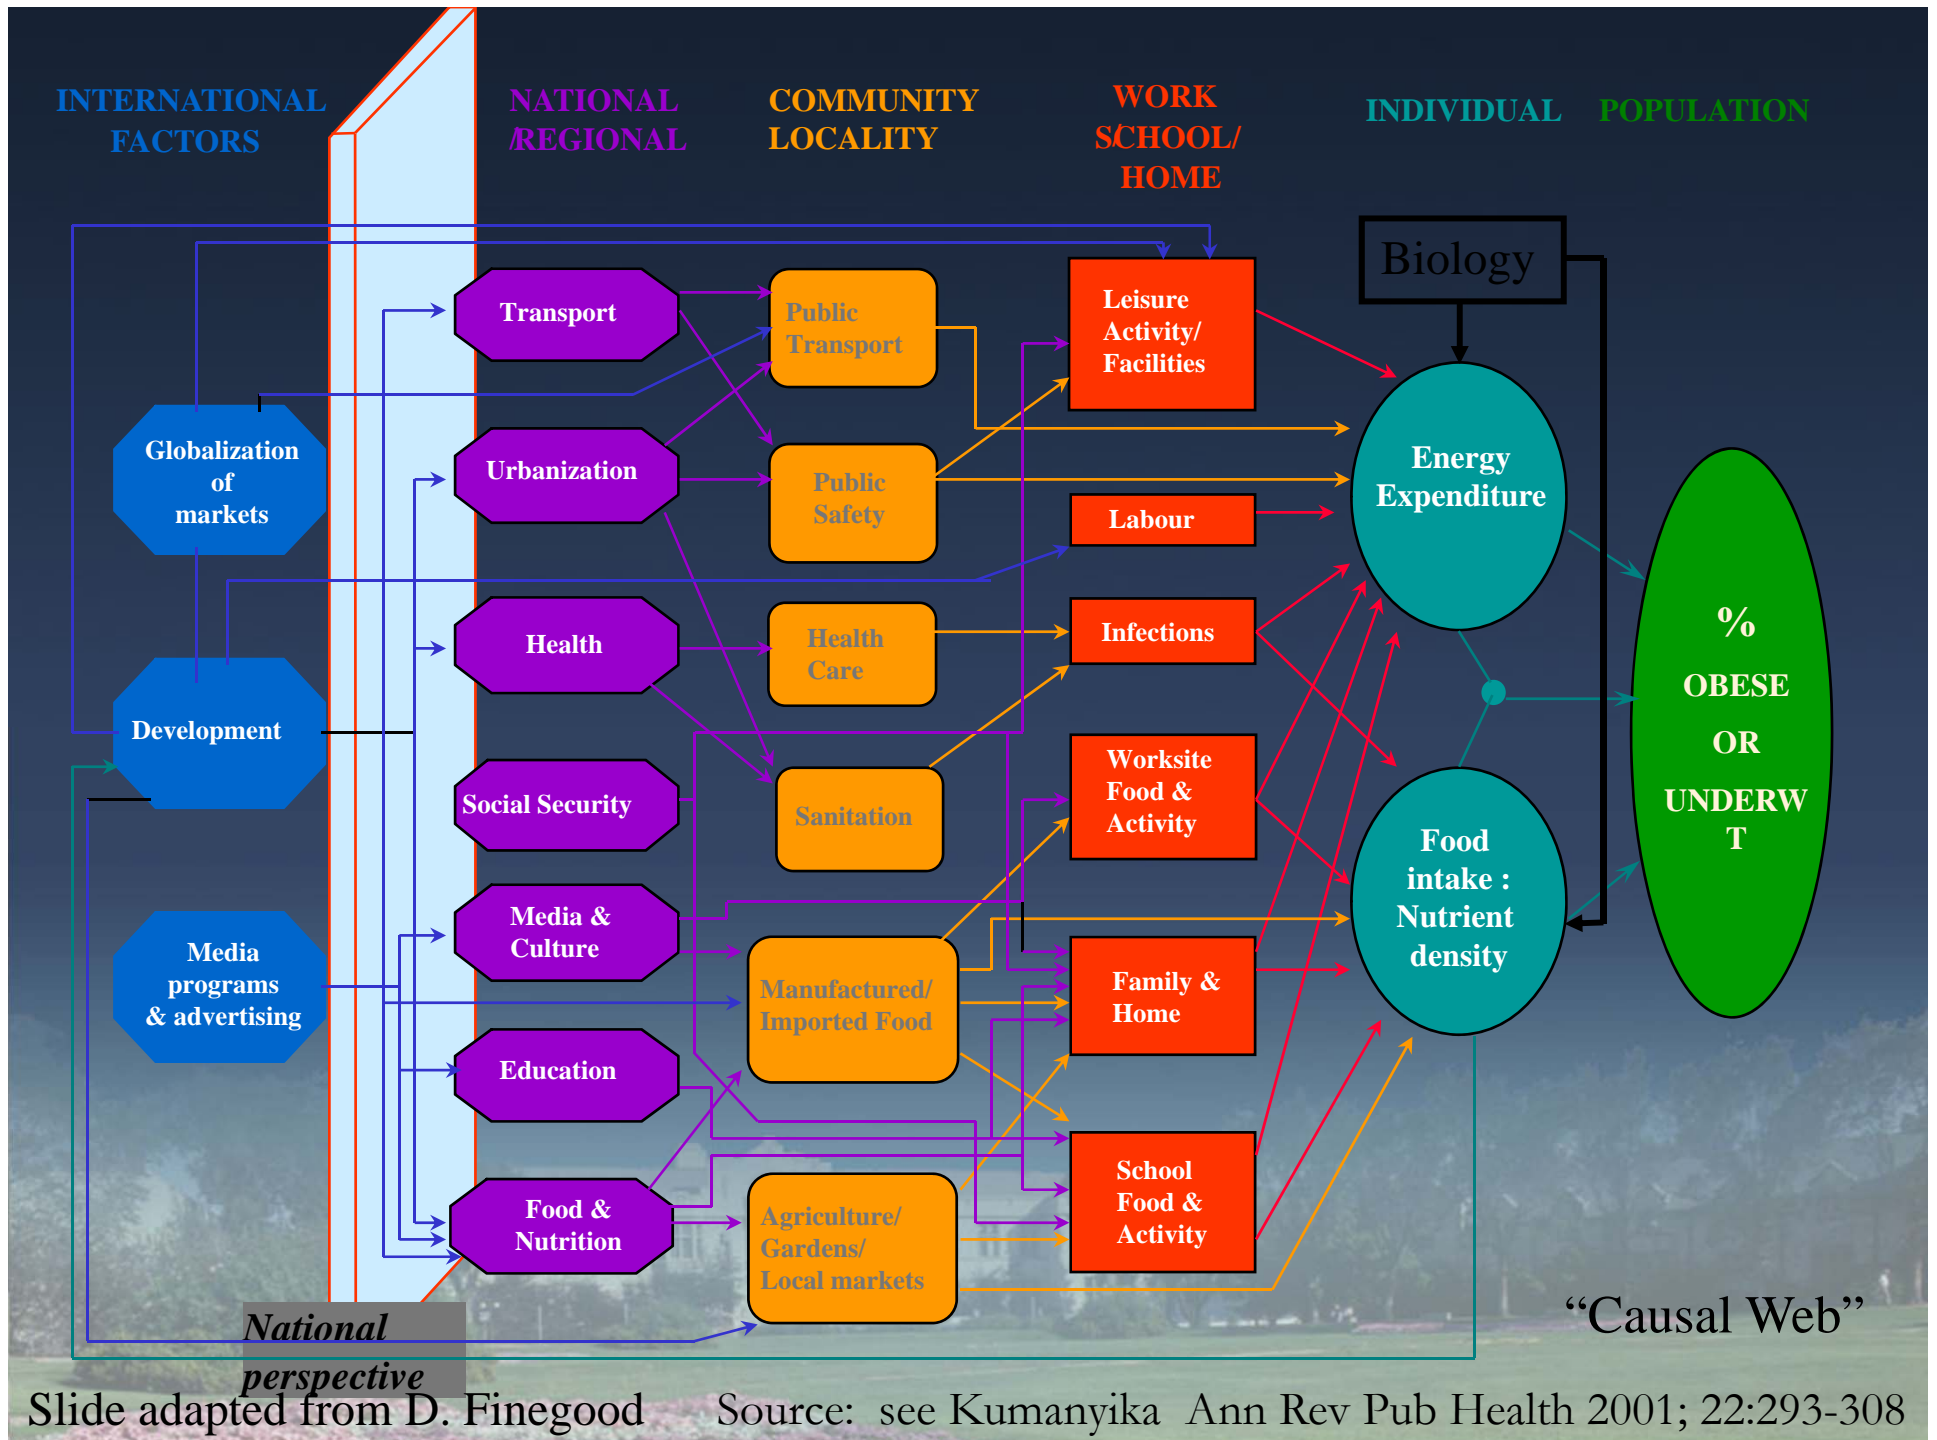 INTERNATIONAL
FACTORS
NATIONAL
/REGIONAL
COMMUNITY
LOCALITY
WORK
S/CHOOL/
HOME
INDIVIDUAL
POPULATION
Globalization
of
markets
Development
Media
programs
& advertising
Transport
Urbanization
Health
Social Security
Media &
Culture
Education
Food &
Nutrition
Public
Transport
Public
Safety
Health
Care
Sanitation
Manufactured/
Imported Food
Agriculture/
Gardens/
Local markets
Leisure
Activity/
Facilities
Labour
Infections
Worksite
Food &
Activity
Family &
Home
School
Food &
Activity
Biology
Energy
Expenditure
Food
intake :
Nutrient
density
%
OBESE
OR
UNDERW
T
“Causal Web”
National
perspective
Slide adapted from D. Finegood
Source: see Kumanyika Ann Rev Pub Health 2001; 22:293-308